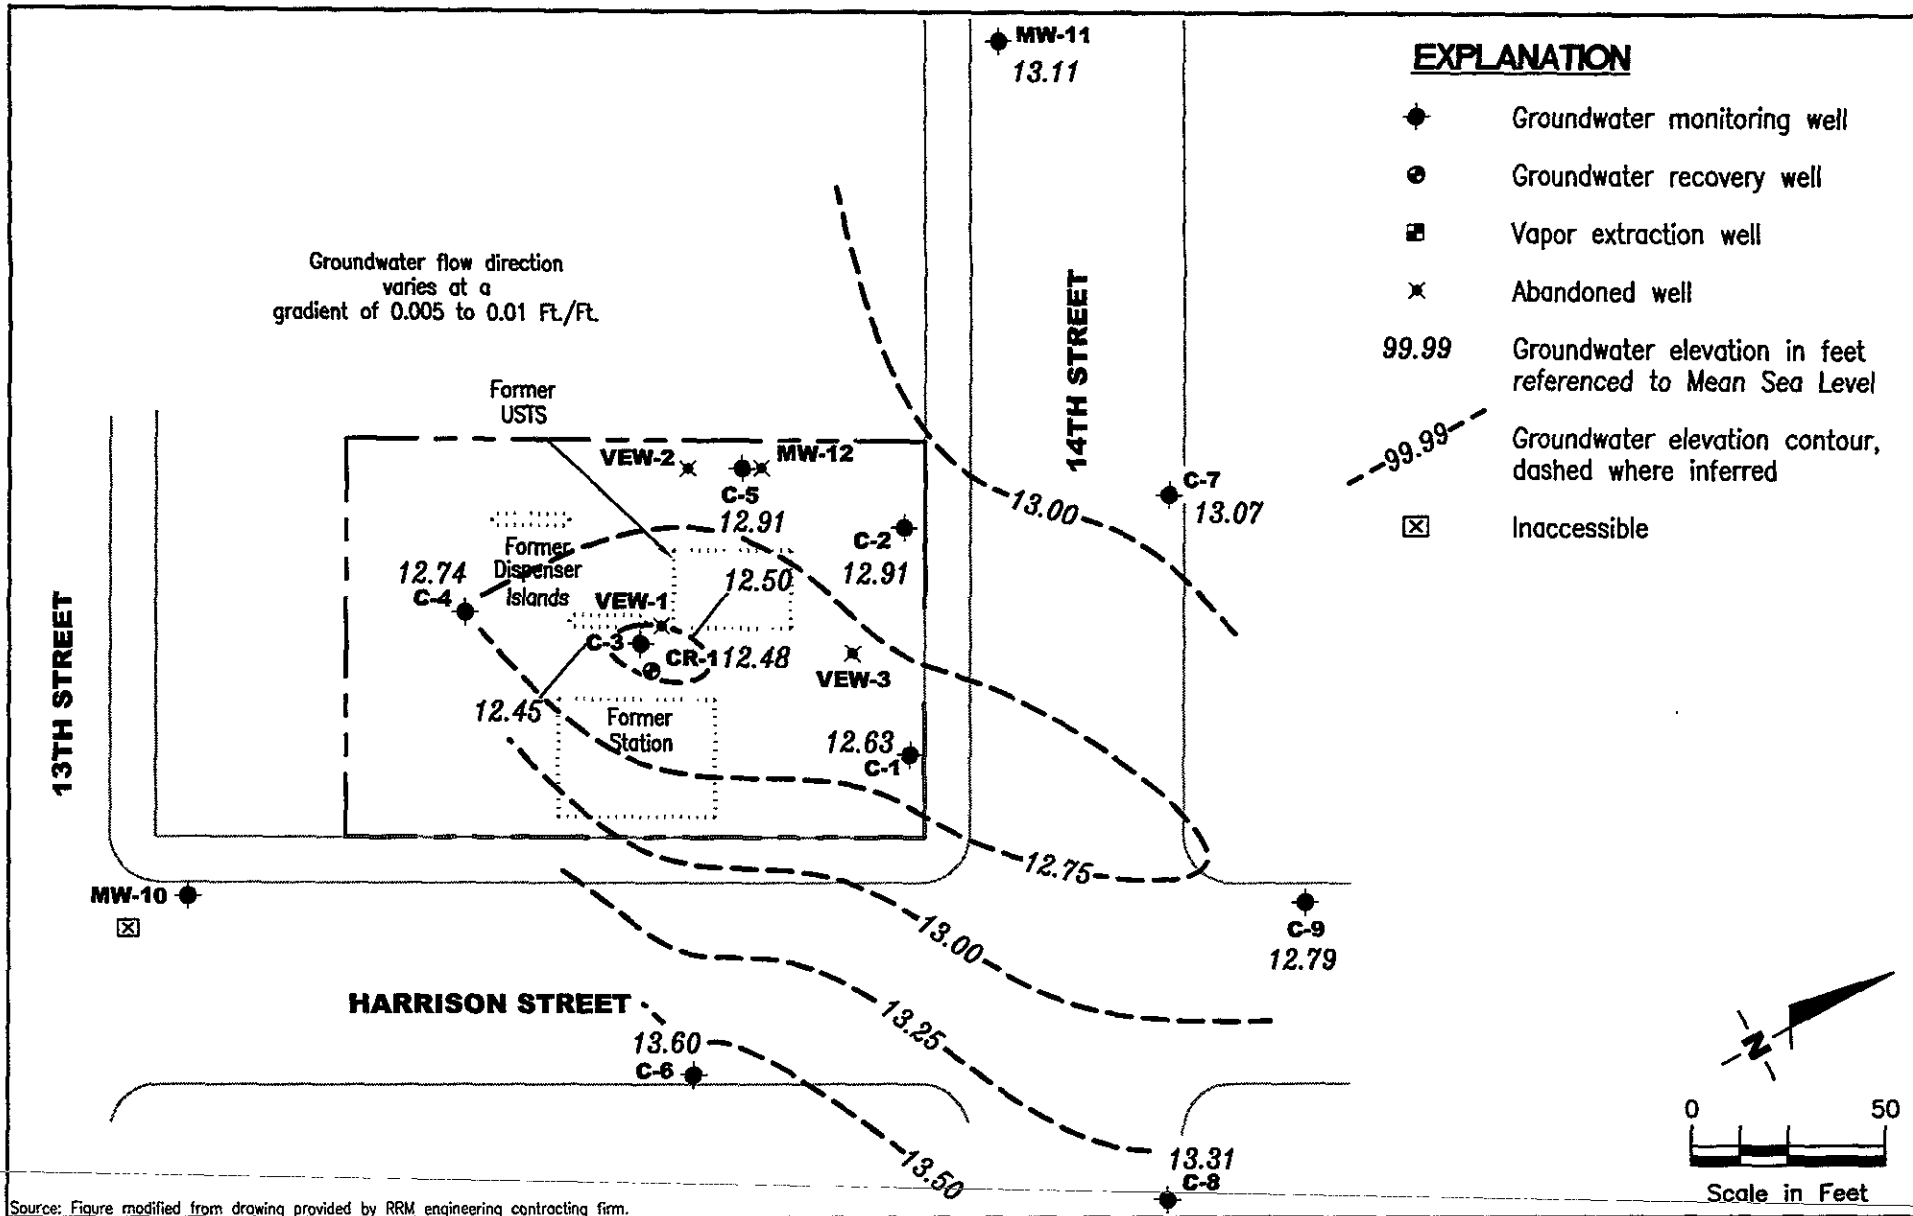 MW-11
13.11
EXPLANATION
Groundwater monitoring well
Groundwater recovery well
Vapor extraction well
Abandoned well
99.99
Groundwater elevation in feet
referenced to Mean Sea Level
99.99
Groundwater elevation contour,
dashed where inferred
Inaccessible
Groundwater flow direction
varies at a
gradient of 0.005 to 0.01 Ft./Ft.
14TH STREET
Former
USTS
VEW-2
MW-12
C-5
12.91
C-2
12.91
13.00
C-7
13.07
Former
Dispenser
Islands
12.74
C-4
12.50
VEW-1
C-3
CR-1
12.48
VEW-3
12.45
Former
Station
12.63
C-1
13TH STREET
12.75
MW-10
C-9
12.79
13.00
HARRISON STREET
13.25
13.60
C-6
13.50
13.31
C-8
N
0
50
Scale in Feet
Source: Figure modified from drawing provided by RRM engineering contracting firm.